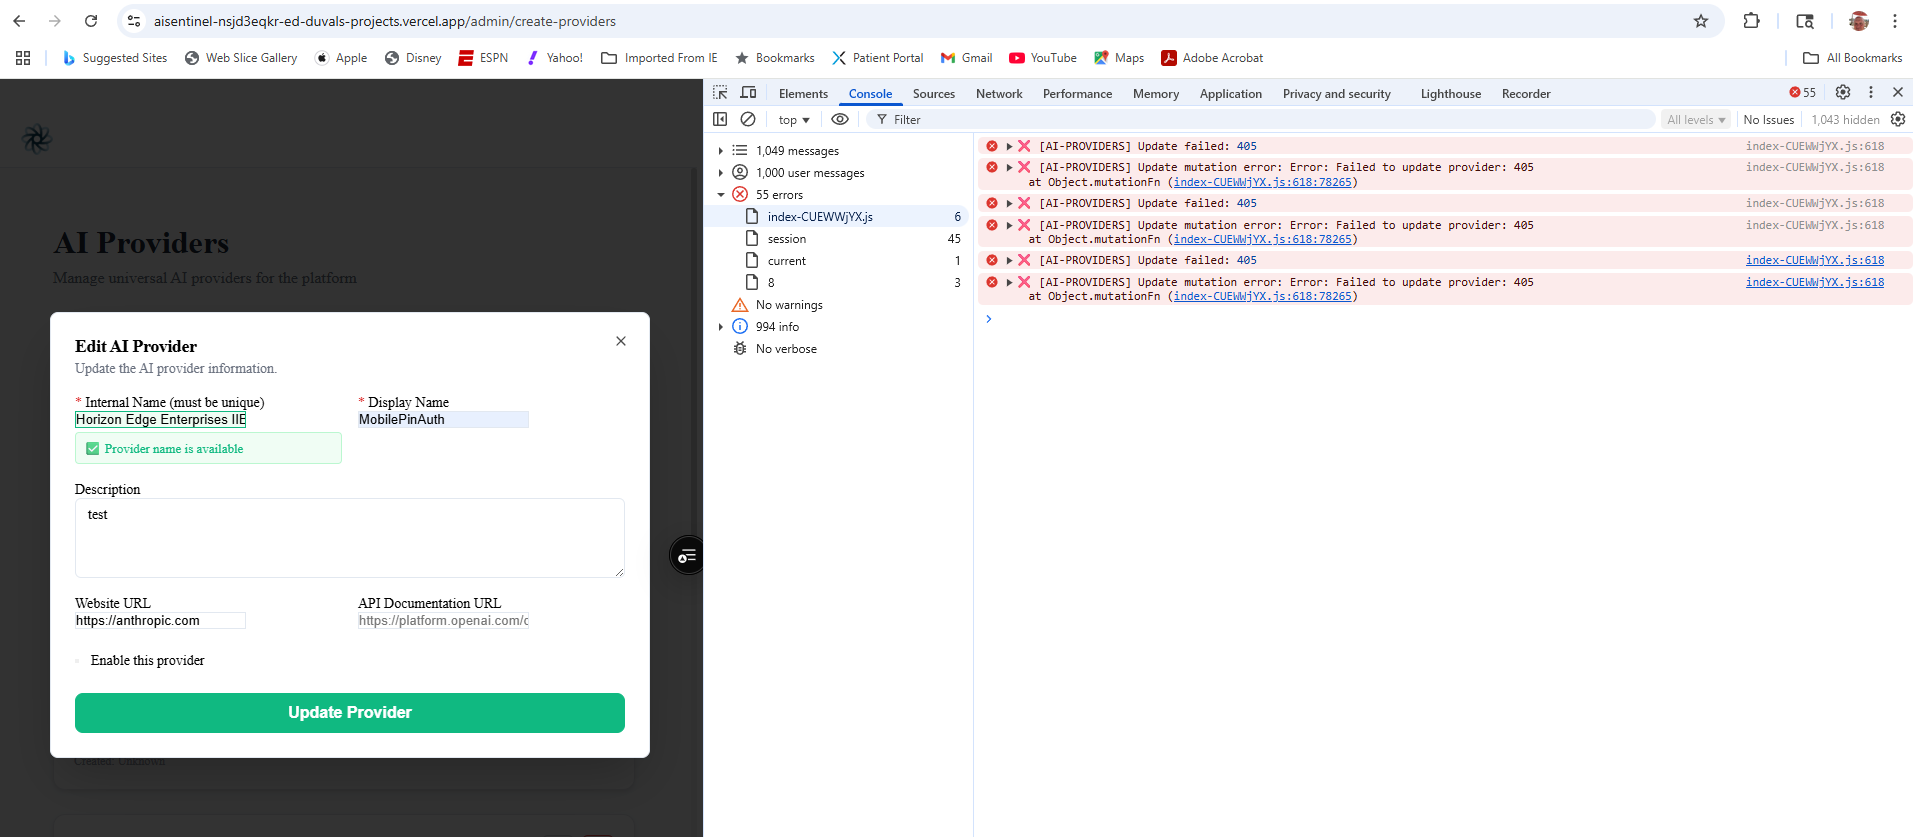 aisentinel-nsjd3eqkr-ed-duvals-projects.vercel.app/admin/create-providers
Suggested Sites Web Slice Gallery Apple Disney ESPN Yahoo! Imported From IE Bookmarks Patient Portal Gmail YouTube Maps Adobe Acrobat All Bookmarks
AI Providers
Manage universal AI providers for the platform
Edit AI Provider
Update the AI provider information.
* Internal Name (must be unique) * Display Name
Horizon Edge Enterprises IIE MobilePinAuth
Provider name is available
Description
test
Website URL API Documentation URL
https://anthropic.com https://platform.openai.com/c
Enable this provider
Update Provider
Created: Unknown
Elements Console Sources Network Performance Memory Application Privacy and security Lighthouse Recorder 55
top Filter All levels No Issues 1,043 hidden
1,049 messages
1,000 user messages
55 errors
index-CUEWWjYX.js 6
session 45
current 1
8 3
No warnings
994 info
No verbose
[AI-PROVIDERS] Update failed: 405 index-CUEWWjYX.js:618
[AI-PROVIDERS] Update mutation error: Error: Failed to update provider: 405 index-CUEWWjYX.js:618
at Object.mutationFn (index-CUEWWjYX.js:618:78265)
[AI-PROVIDERS] Update failed: 405 index-CUEWWjYX.js:618
[AI-PROVIDERS] Update mutation error: Error: Failed to update provider: 405 index-CUEWWjYX.js:618
at Object.mutationFn (index-CUEWWjYX.js:618:78265)
[AI-PROVIDERS] Update failed: 405 index-CUEWWjYX.js:618
[AI-PROVIDERS] Update mutation error: Error: Failed to update provider: 405 index-CUEWWjYX.js:618
at Object.mutationFn (index-CUEWWjYX.js:618:78265)